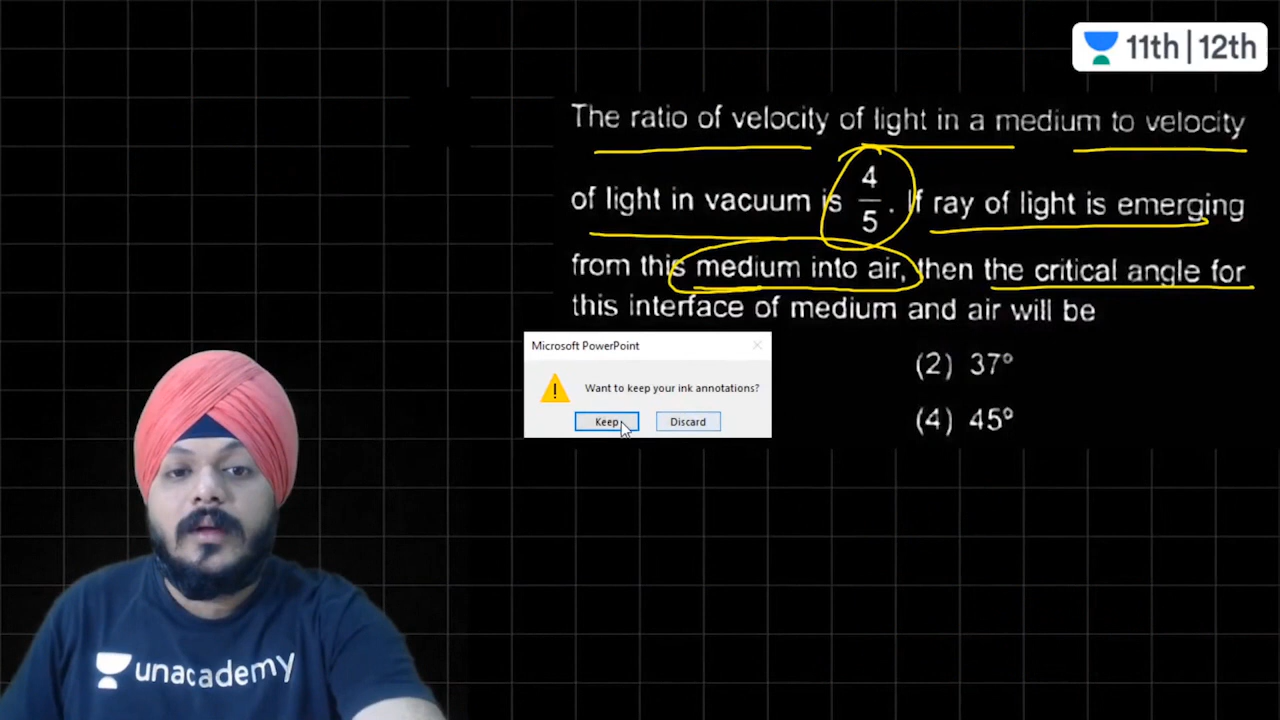 11th | 12th
The ratio of velocity of light in a medium to velocity
of light in vacuum is 4/5. If ray of light is emerging
from this medium into air, then the critical angle for
this interface of medium and air will be
Microsoft PowerPoint
Want to keep your ink annotations?
Keep
Discard
(2) 37º
(4) 45º
unacademy